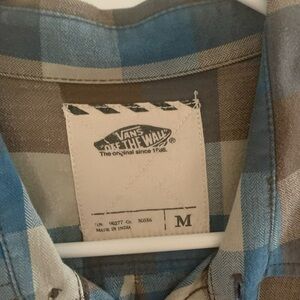 VANS
"OFF THE WALL"
®
The original since 1966.
M
MADE IN INDIA